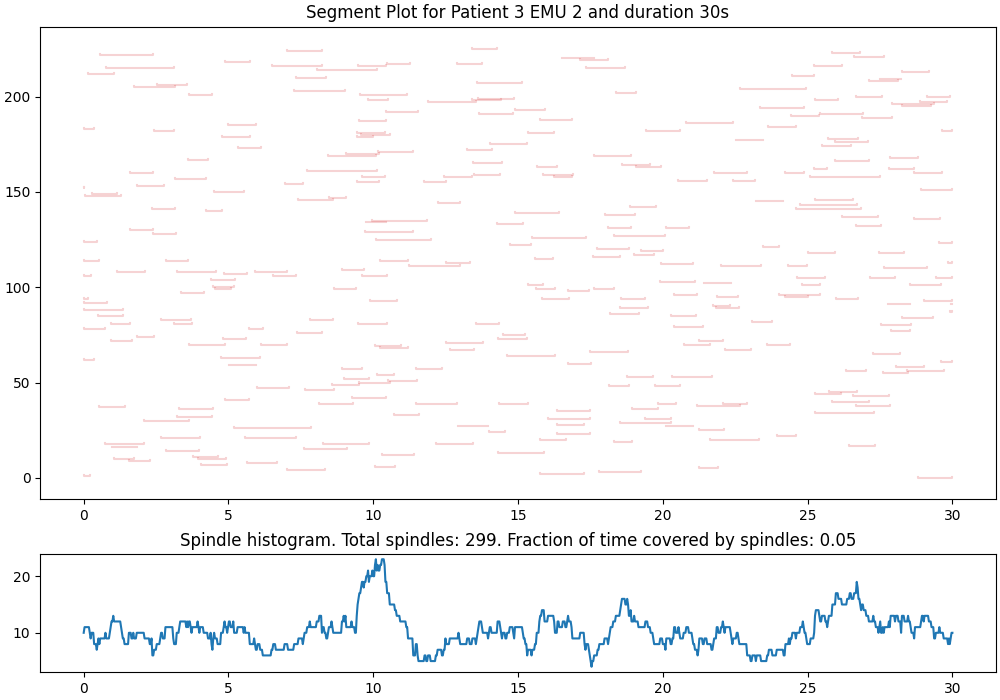 Segment Plot for Patient 3 EMU 2 and duration 30s
200
150
100
50
0
0 5 10 15 20 25 30
Spindle histogram. Total spindles: 299. Fraction of time covered by spindles: 0.05
20
10
0 5 10 15 20 25 30